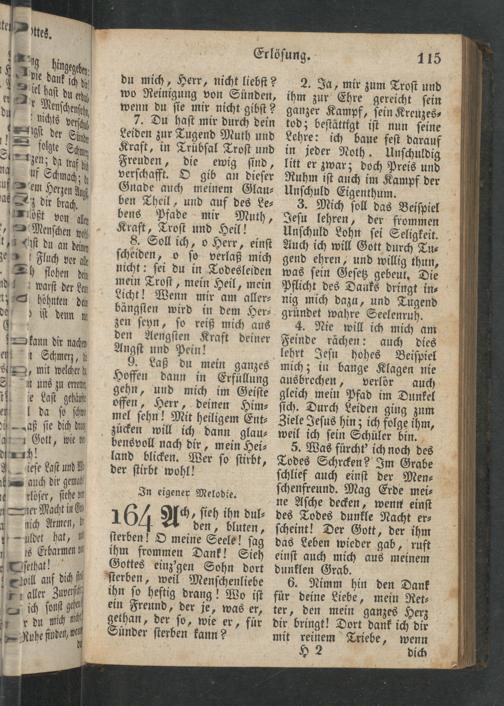 Erlösung.
115
du mich, Herr, nicht liebst?
wo Reinigung von Sünden,
wenn du sie mir nicht gibst?
7. Du hast mir durch dein
Leiden zur Tugend Muth und
Kraft, in Trübsal Trost und
Freuden, die ewig sind,
verschafft. O gib an dieser
Gnade auch meinem Glau-
ben Theil, und auf des Le-
bens Pfade mir Muth,
Kraft, Trost und Heil!
8. Soll ich, o Herr, einst
scheiden, o so verlaß mich
nicht: sei du in Todesleiden
mein Trost, mein Heil, mein
Licht! Wenn mir am aller-
bängsten wird in dem Her-
zen seyn, so reiß mich aus
den Aengsten Kraft deiner
Angst und Pein!
9. Laß du mein ganzes
Hoffen dann in Erfüllung
gehn, und mich im Geiste
offen, Herr, deinen Him-
mel sehn! Mit heiligem Ent-
zücken will ich dann glau-
bensvoll nach dir, mein Hei-
land blicken. Wer so stirbt,
der stirbt wohl!
In eigener Melodie.
164 Ach, sieh ihn dul-
den, bluten,
sterben! O meine Seele! sag
ihm frommen Dank! Sieh
Gottes einz'gen Sohn dort
sterben, weil Menschenliebe
ihn so heftig drang! Wo ist
ein Freund, der je, was er,
gethan, der so, wie er, für
Sünder sterben kann?
2. Ja, mir zum Trost und
ihm zur Ehre gereicht sein
ganzer Kampf, sein Kreuzes-
tod; bestättigt ist nun seine
Lehre: ich baue fest darauf
in jeder Noth. Unschuldig
litt er zwar; doch Preis und
Ruhm ist auch im Kampf der
Unschuld Eigenthum.
3. Mich soll das Beispiel
Jesu lehren, der frommen
Unschuld Lohn sei Seligkeit.
Auch ich will Gott durch Tu-
gend ehren, und willig thun,
was sein Gesetz gebeut. Die
Pflicht des Danks dringt in-
nig mich dazu, und Tugend
gründet wahre Seelenruh.
4. Nie will ich mich am
Feinde rächen: auch dies
lehrt Jesu hohes Beispiel
mich; in bange Klagen nie
ausbrechen, verlör auch
gleich mein Pfad im Dunkel
sich. Durch Leiden ging zum
Ziele Jesus hin; ich folge ihm,
weil ich sein Schüler bin.
5. Was fürcht' ich noch des
Todes Schrcken? Im Grabe
schlief auch einst der Men-
schenfreund. Mag Erde mei-
ne Asche decken, wenn einst
des Todes dunkle Nacht er-
scheint! Der Gott, der ihm
das Leben wieder gab, ruft
einst auch mich aus meinem
dunklen Grab.
6. Nimm hin den Dank
für deine Liebe, mein Ret-
ter, den mein ganzes Herz
dir bringt! Dort dank ich dir
mit reinem Triebe, wenn
H 2
dich